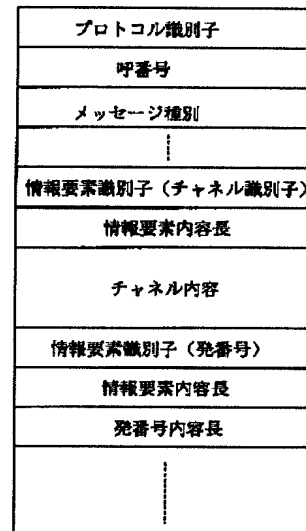 プロトコル識別子
呼番号
メッセージ種別
情報要素識別子（チャネル識別子）
情報要素内容長
チャネル内容
情報要素識別子（発番号）
情報要素内容長
発番号内容長